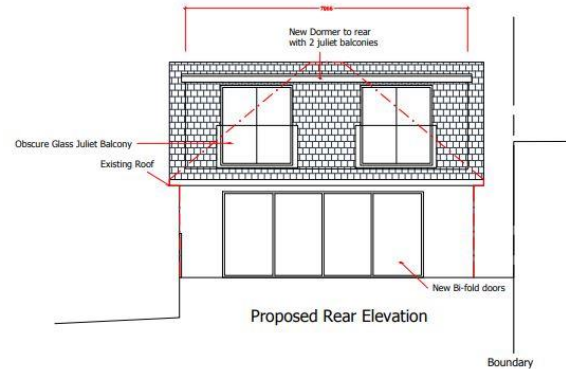 New Dormer to rear
with 2 juliet balconies
Obscure Glass Juliet Balcony
Existing Roof
New Bi-fold doors
Proposed Rear Elevation
Boundary